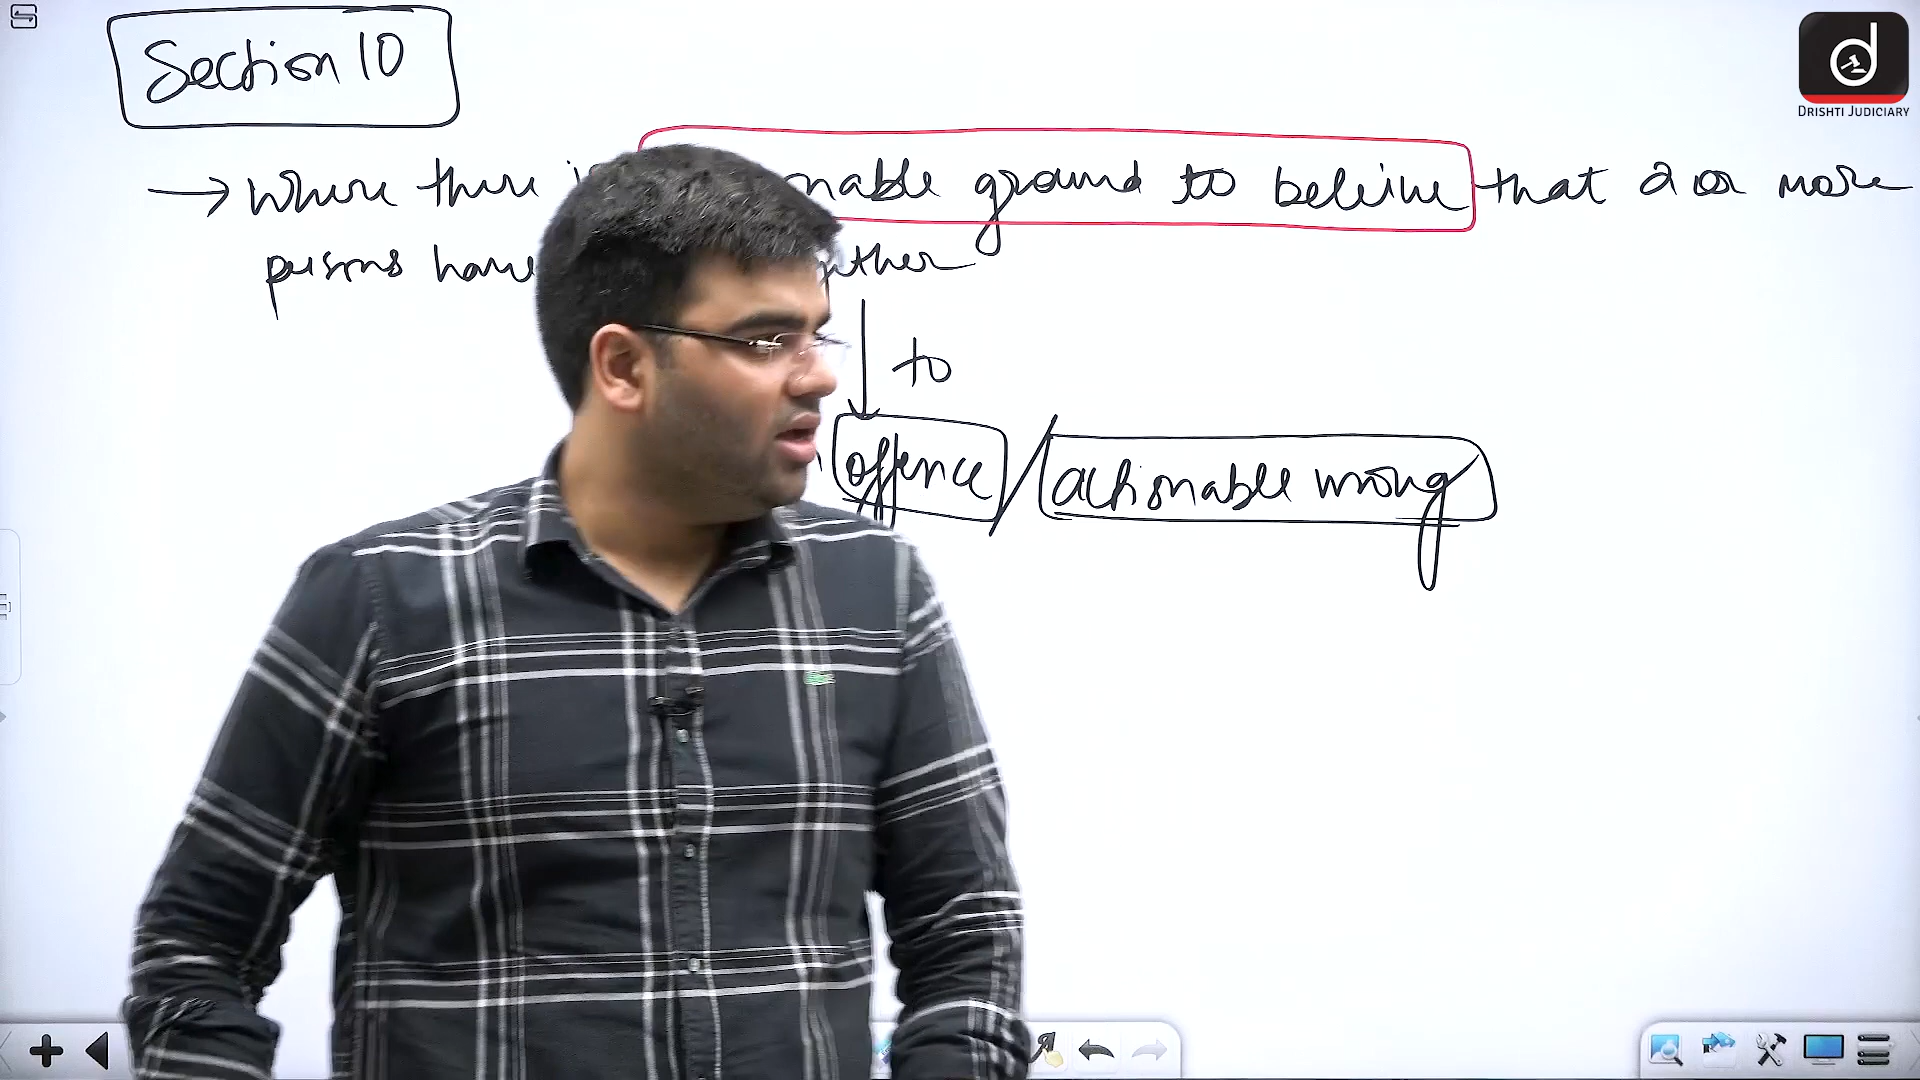 Section 10
DRISHTI JUDICIARY
→ where there nable ground to beleive that 2 or more
persons have ther
to
offence / actionable wrong